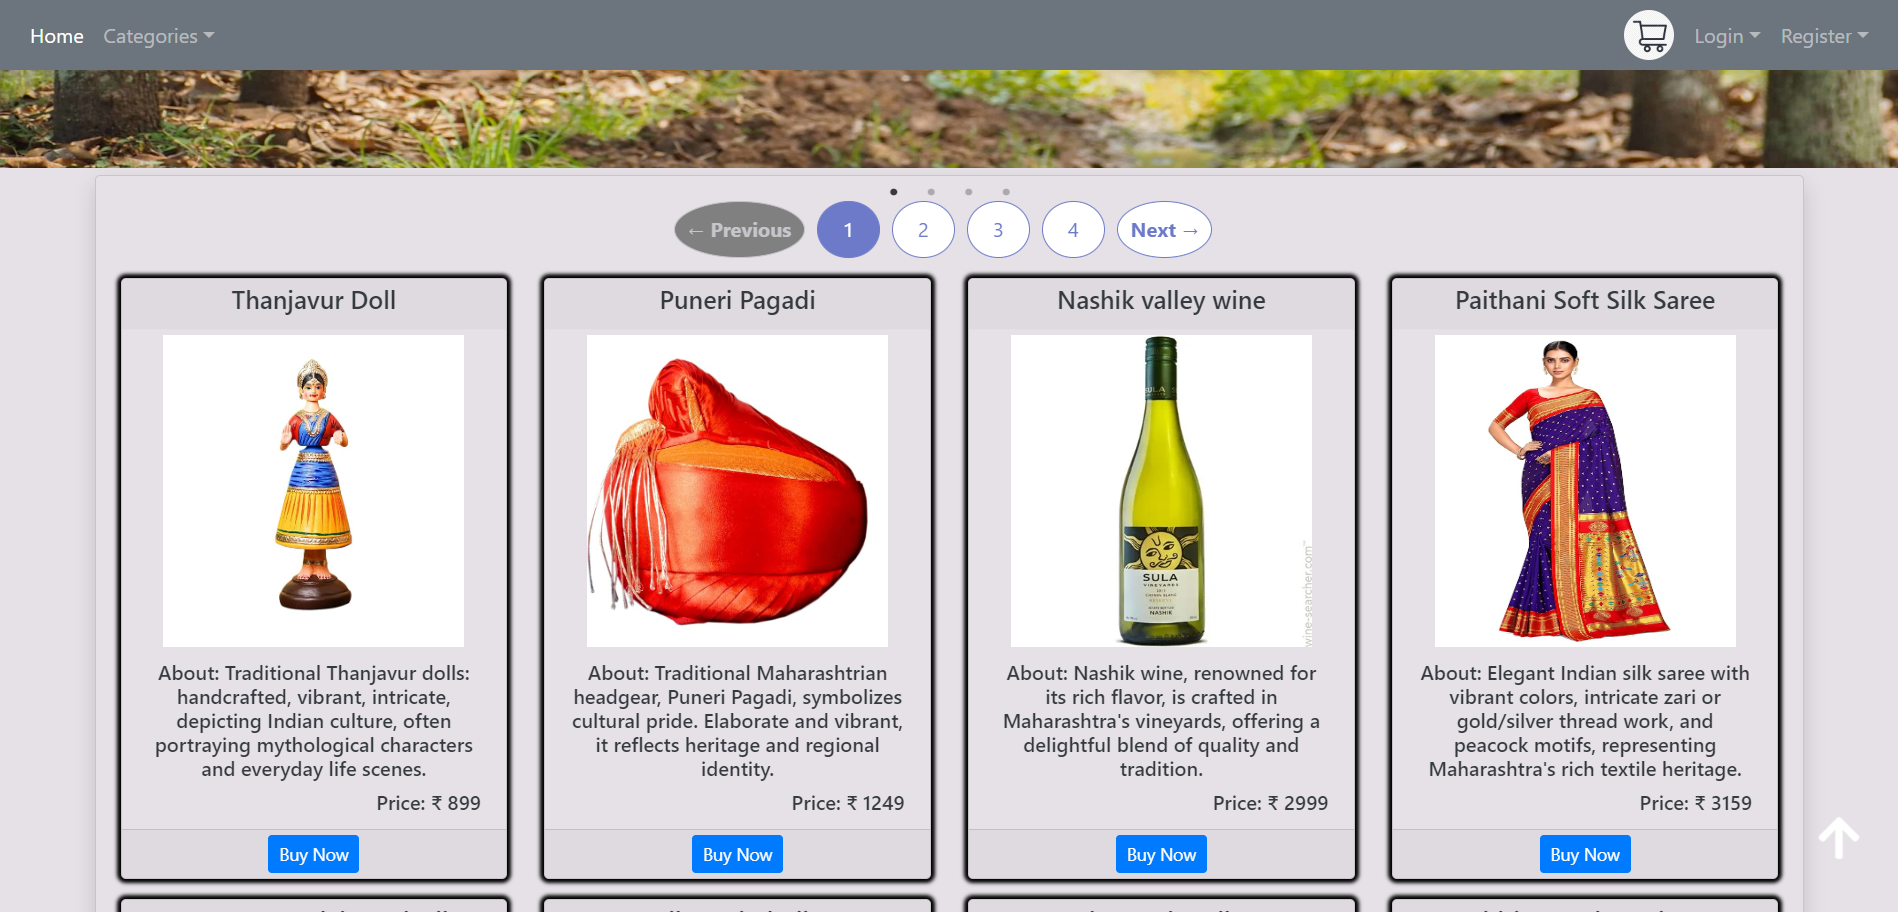 Home Categories Login Register
← Previous 1 2 3 4 Next →
Thanjavur Doll
About: Traditional Thanjavur dolls:
handcrafted, vibrant, intricate,
depicting Indian culture, often
portraying mythological characters
and everyday life scenes.
Price: ₹ 899
Buy Now
Puneri Pagadi
About: Traditional Maharashtrian
headgear, Puneri Pagadi, symbolizes
cultural pride. Elaborate and vibrant,
it reflects heritage and regional
identity.
Price: ₹ 1249
Buy Now
Nashik valley wine
SULA
SULA
VINEYARDS
NASHIK
wine-searcher.com™
About: Nashik wine, renowned for
its rich flavor, is crafted in
Maharashtra's vineyards, offering a
delightful blend of quality and
tradition.
Price: ₹ 2999
Buy Now
Paithani Soft Silk Saree
About: Elegant Indian silk saree with
vibrant colors, intricate zari or
gold/silver thread work, and
peacock motifs, representing
Maharashtra's rich textile heritage.
Price: ₹ 3159
Buy Now